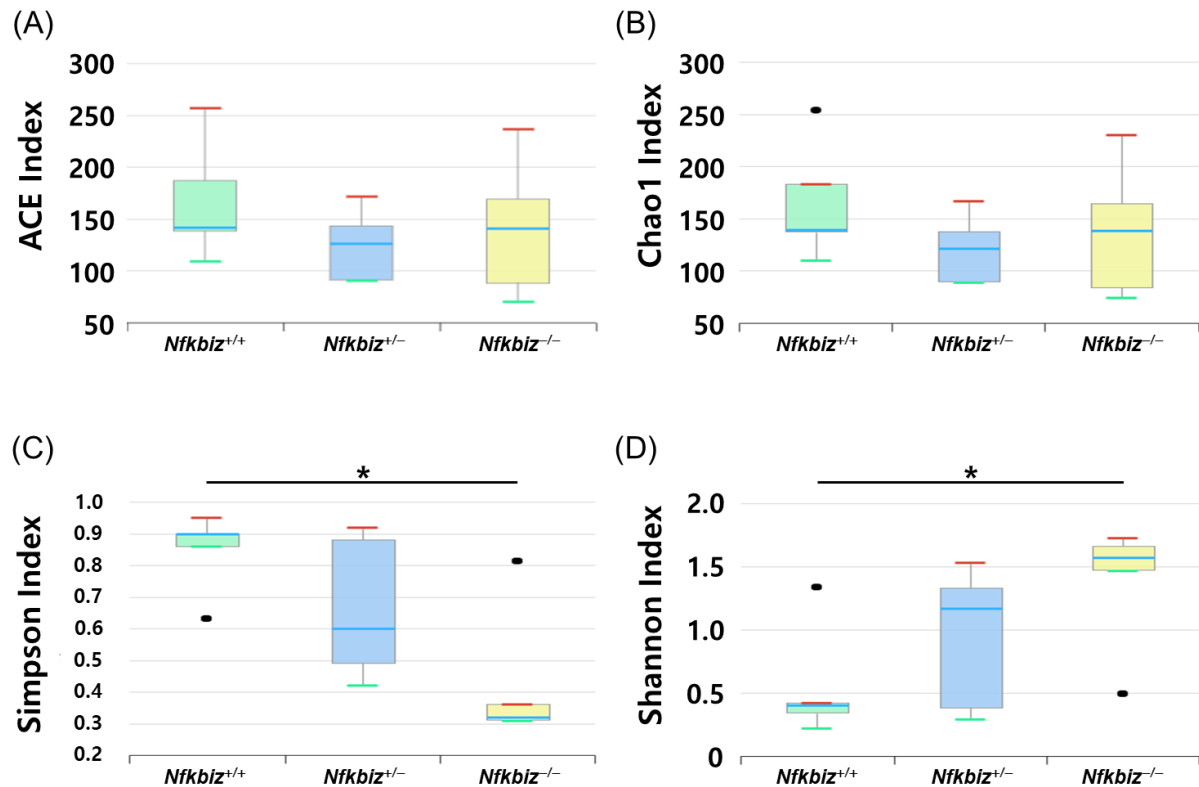 (A)
ACE Index
300
250
200
150
100
50
Nfkbiz+/+ Nfkbiz+/− Nfkbiz−/−
(B)
Chao1 Index
300
250
200
150
100
50
Nfkbiz+/+ Nfkbiz+/− Nfkbiz−/−
(C)
*
Simpson Index
1.0
0.9
0.8
0.7
0.6
0.5
0.4
0.3
0.2
Nfkbiz+/+ Nfkbiz+/− Nfkbiz−/−
(D)
*
Shannon Index
2.0
1.5
1.0
0.5
0
Nfkbiz+/+ Nfkbiz+/− Nfkbiz−/−